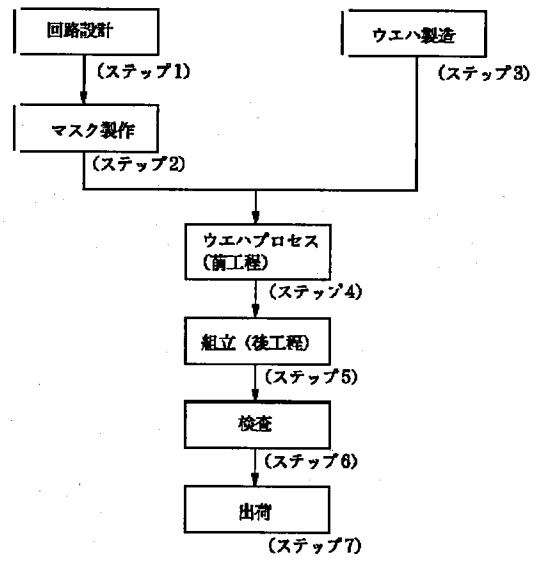 回路設計
(ステップ1)
ウエハ製造
(ステップ3)
マスク製作
(ステップ2)
ウエハプロセス
(前工程)
(ステップ4)
組立(後工程)
(ステップ5)
検査
(ステップ6)
出荷
(ステップ7)